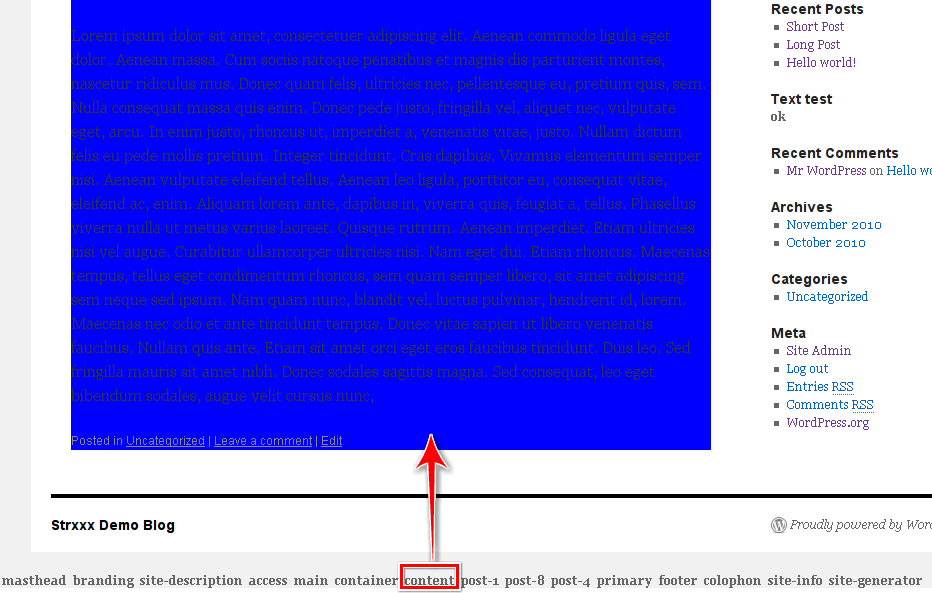 Lorem ipsum dolor sit amet, consectetuer adipiscing elit. Aenean commodo ligula eget
dolor. Aenean massa. Cum sociis natoque penatibus et magnis dis parturient montes,
nascetur ridiculus mus. Donec quam felis, ultricies nec, pellentesque eu, pretium quis, sem.
Nulla consequat massa quis enim. Donec pede justo, fringilla vel, aliquet nec, vulputate
eget, arcu. In enim justo, rhoncus ut, imperdiet a, venenatis vitae, justo. Nullam dictum
felis eu pede mollis pretium. Integer tincidunt. Cras dapibus. Vivamus elementum semper
nisi. Aenean vulputate eleifend tellus. Aenean leo ligula, porttitor eu, consequat vitae,
eleifend ac, enim. Aliquam lorem ante, dapibus in, viverra quis, feugiat a, tellus. Phasellus
viverra nulla ut metus varius laoreet. Quisque rutrum. Aenean imperdiet. Etiam ultricies
nisi vel augue. Curabitur ullamcorper ultricies nisi. Nam eget dui. Etiam rhoncus. Maecenas
tempus, tellus eget condimentum rhoncus, sem quam semper libero, sit amet adipiscing
sem neque sed ipsum. Nam quam nunc, blandit vel, luctus pulvinar, hendrerit id, lorem.
Maecenas nec odio et ante tincidunt tempus. Donec vitae sapien ut libero venenatis
faucibus. Nullam quis ante. Etiam sit amet orci eget eros faucibus tincidunt. Duis leo. Sed
fringilla mauris sit amet nibh. Donec sodales sagittis magna. Sed consequat, leo eget
bibendum sodales, augue velit cursus nunc,
Posted in Uncategorized | Leave a comment | Edit
Recent Posts
Short Post
Long Post
Hello world!
Text test
ok
Recent Comments
Mr WordPress on Hello wo
Archives
November 2010
October 2010
Categories
Uncategorized
Meta
Site Admin
Log out
Entries RSS
Comments RSS
WordPress.org
Strxxx Demo Blog
Proudly powered by Wor
masthead branding site-description access main container content post-1 post-8 post-4 primary footer colophon site-info site-generator